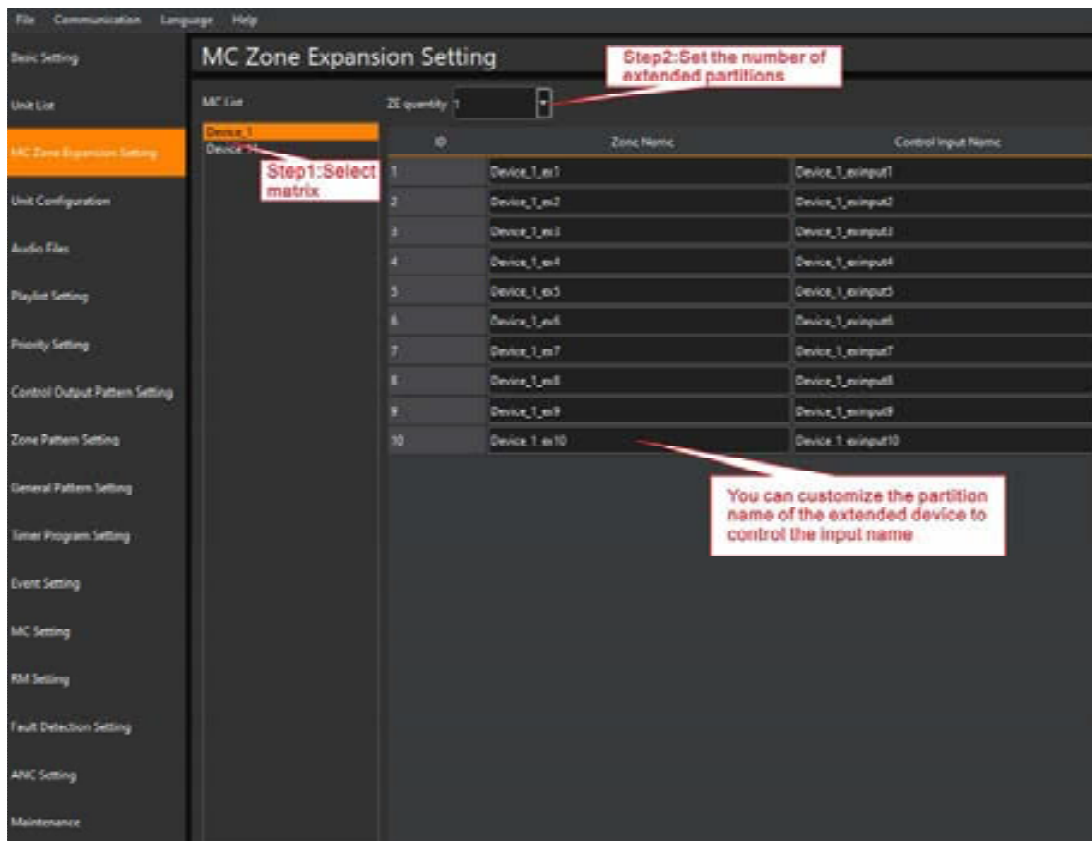 File Communication Language Help
Basic Setting
Unit List
MC Zone Expansion Setting
Unit Configuration
Audio Files
Playlist Setting
Priority Setting
Control Output Pattern Setting
Zone Pattern Setting
General Pattern Setting
Timer Program Setting
Event Setting
MC Setting
RM Setting
Fault Detection Setting
ANC Setting
Maintenance
MC Zone Expansion Setting
Step2:Set the number of
extended partitions
MC List
ZE quantity 1
Device_1
Step1:Select
matrix
ID Zone Name Control Input Name
1 Device_1_ex1 Device_1_exinput1
2 Device_1_ex2 Device_1_exinput2
3 Device_1_ex3 Device_1_exinput3
4 Device_1_ex4 Device_1_exinput4
5 Device_1_ex5 Device_1_exinput5
6 Device_1_ex6 Device_1_exinput6
7 Device_1_ex7 Device_1_exinput7
8 Device_1_ex8 Device_1_exinput8
9 Device_1_ex9 Device_1_exinput9
10 Device_1_ex10 Device_1_exinput10
You can customize the partition
name of the extended device to
control the input name